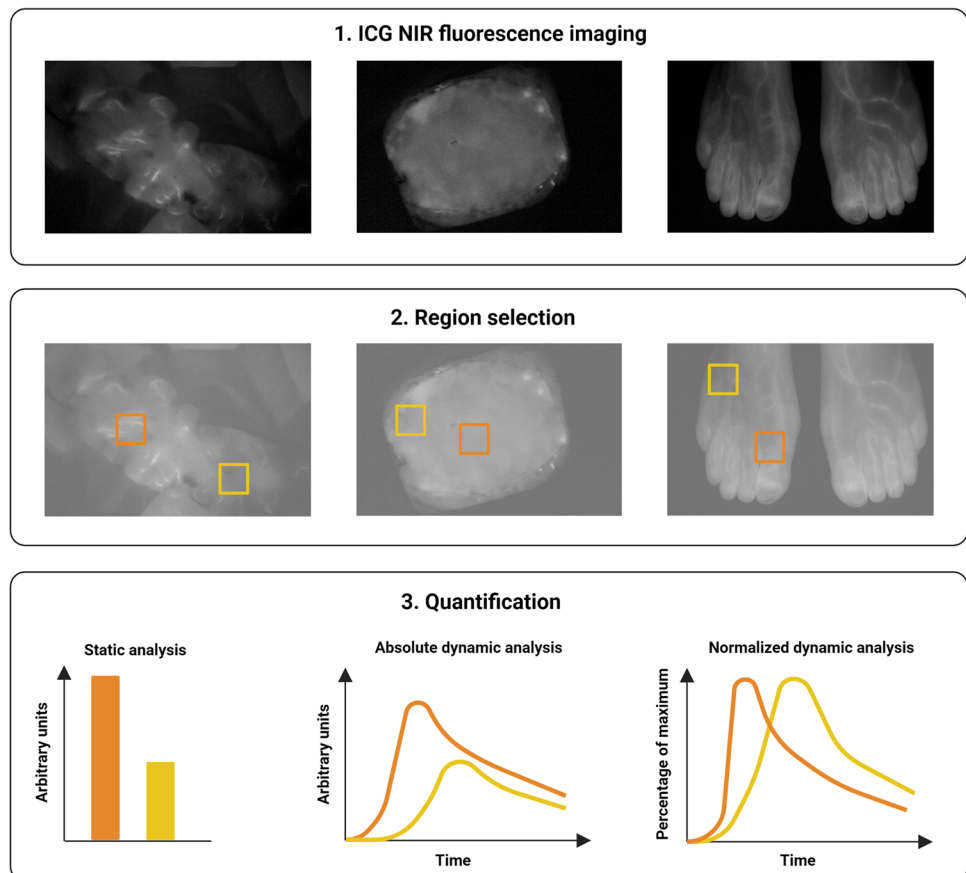 1. ICG NIR fluorescence imaging
2. Region selection
3. Quantification
Static analysis
Arbitrary units
Absolute dynamic analysis
Arbitrary units
Time
Normalized dynamic analysis
Percentage of maximum
Time